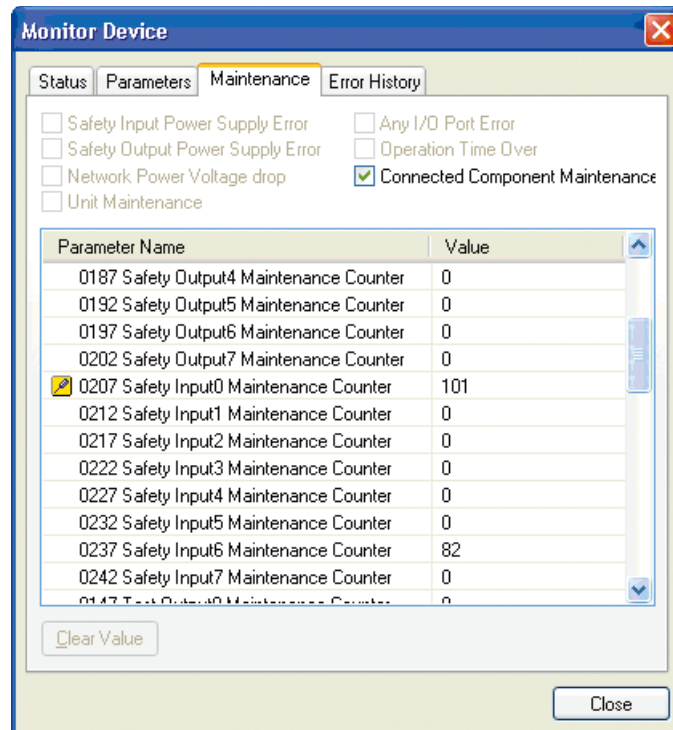 Monitor Device
Status Parameters Maintenance Error History
Safety Input Power Supply Error Any I/O Port Error
Safety Output Power Supply Error Operation Time Over
Network Power Voltage drop Connected Component Maintenance
Unit Maintenance
Parameter Name Value
0187 Safety Output4 Maintenance Counter 0
0192 Safety Output5 Maintenance Counter 0
0197 Safety Output6 Maintenance Counter 0
0202 Safety Output7 Maintenance Counter 0
0207 Safety Input0 Maintenance Counter 101
0212 Safety Input1 Maintenance Counter 0
0217 Safety Input2 Maintenance Counter 0
0222 Safety Input3 Maintenance Counter 0
0227 Safety Input4 Maintenance Counter 0
0232 Safety Input5 Maintenance Counter 0
0237 Safety Input6 Maintenance Counter 82
0242 Safety Input7 Maintenance Counter 0
Clear Value
Close